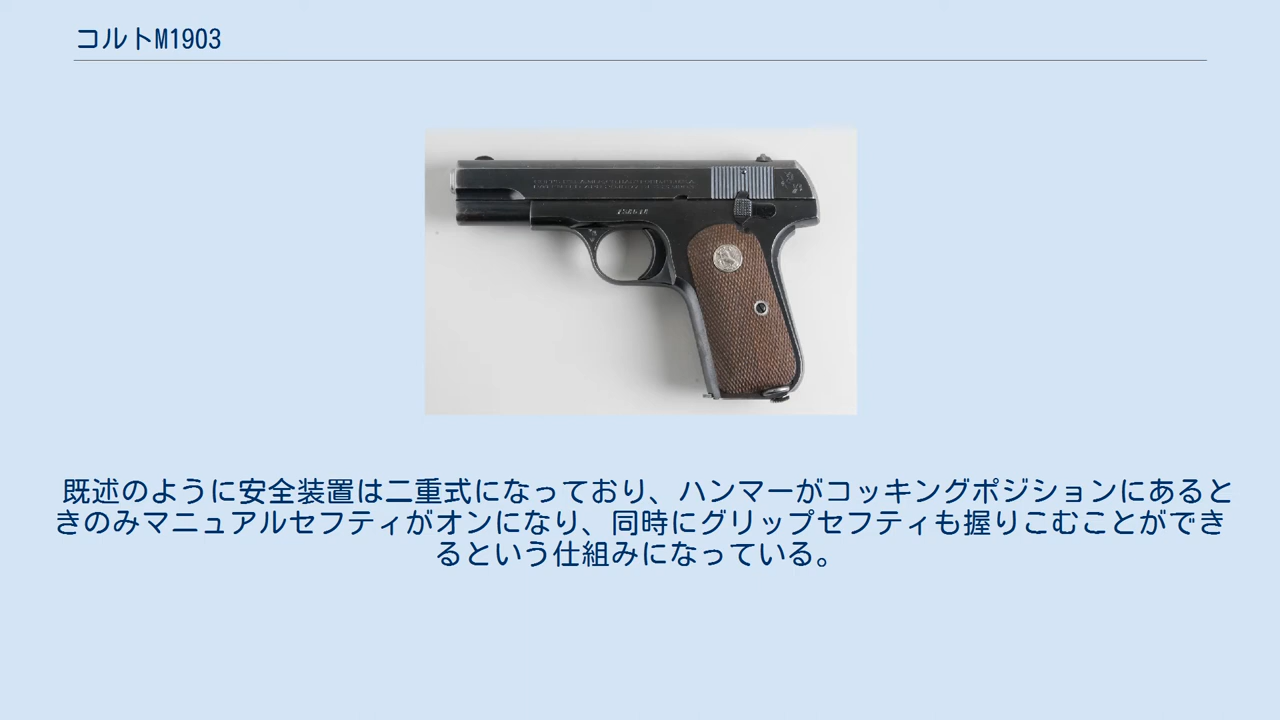 コルトM1903
既述のように安全装置は二重式になっており、ハンマーがコッキングポジションにあると
きのみマニュアルセフティがオンになり、同時にグリップセフティも握りこむことができ
るという仕組みになっている。